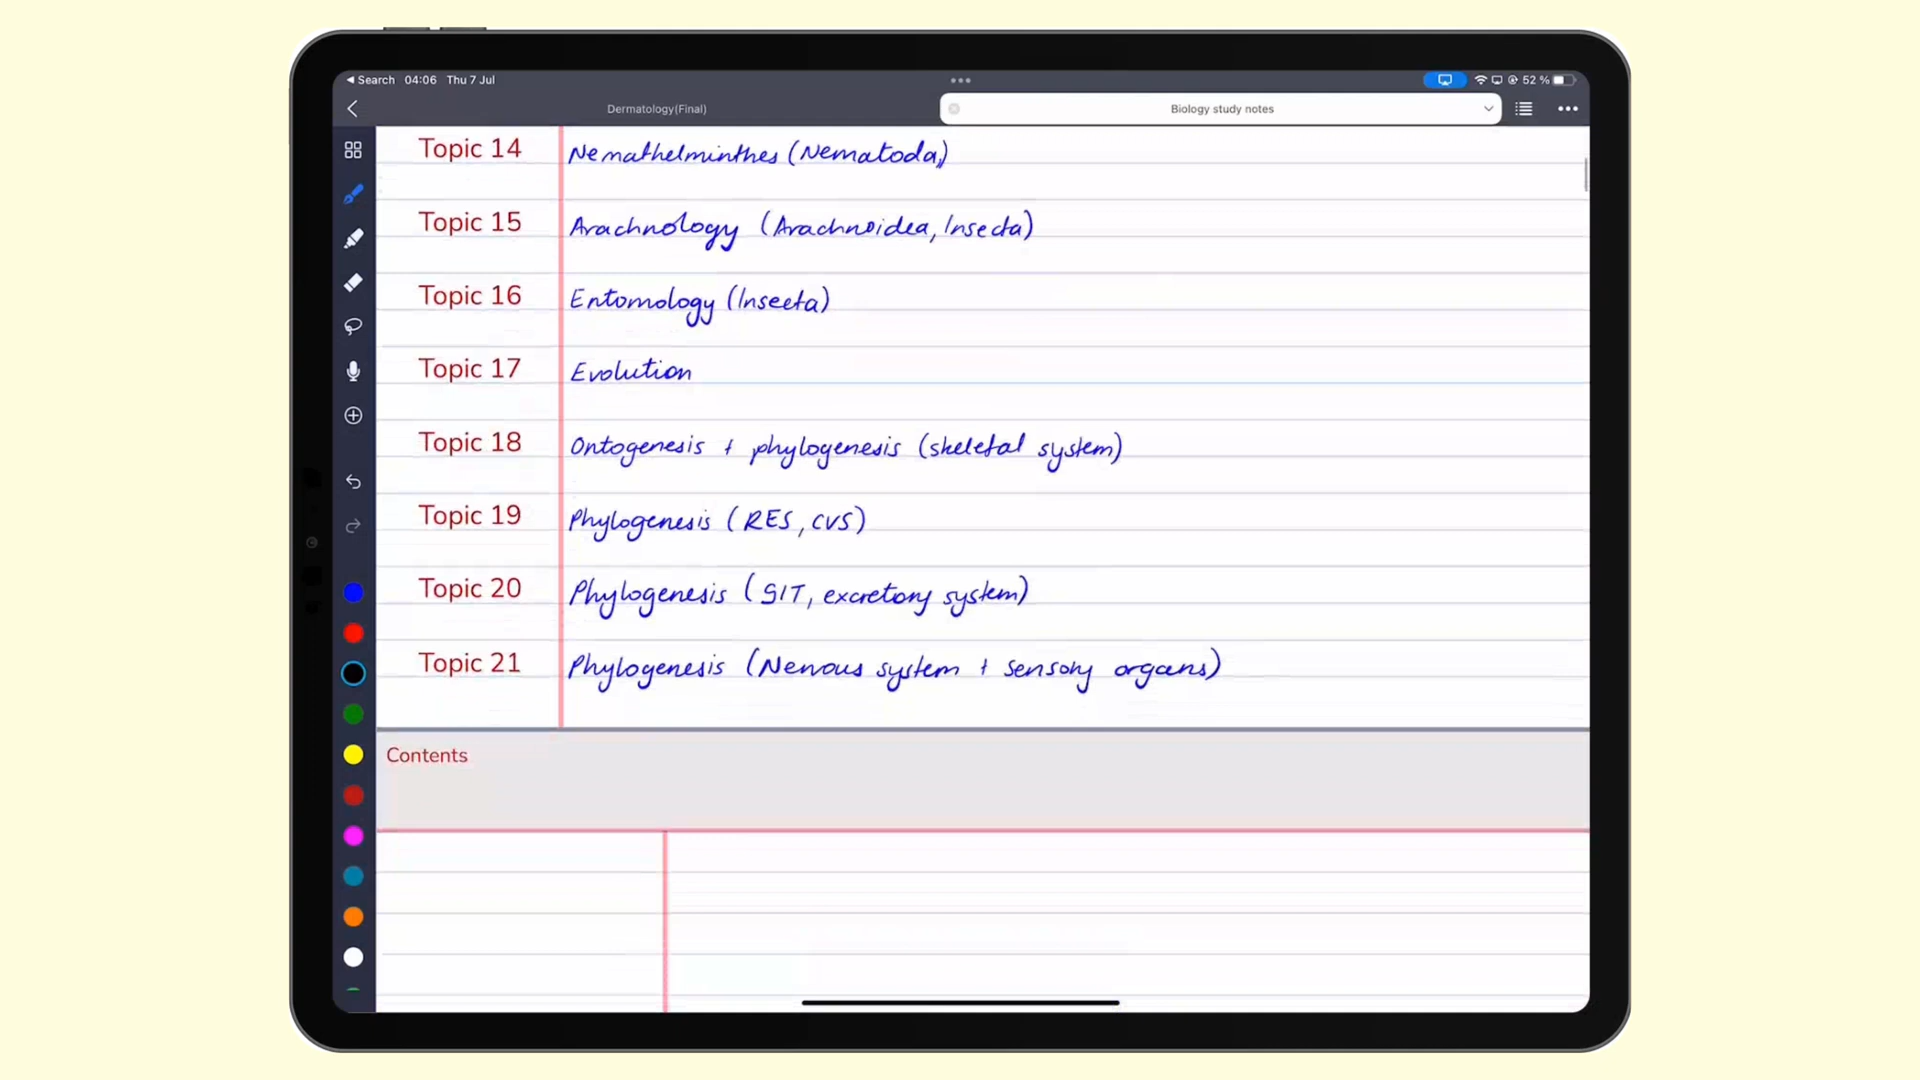 Search 04:06 Thu 7 Jul 52 %
Dermatology(Final) Biology study notes
Topic 14 Nemathelminthes (Nematoda,)
Topic 15 Arachnology (Arachnoidea, Insecta)
Topic 16 Entomology (Insecta)
Topic 17 Evolution
Topic 18 Ontogenesis + phylogenesis (skeletal system)
Topic 19 Phylogenesis (RES, CVS)
Topic 20 Phylogenesis (GIT, excretory system)
Topic 21 Phylogenesis (Nervous system + sensory organs)
Contents